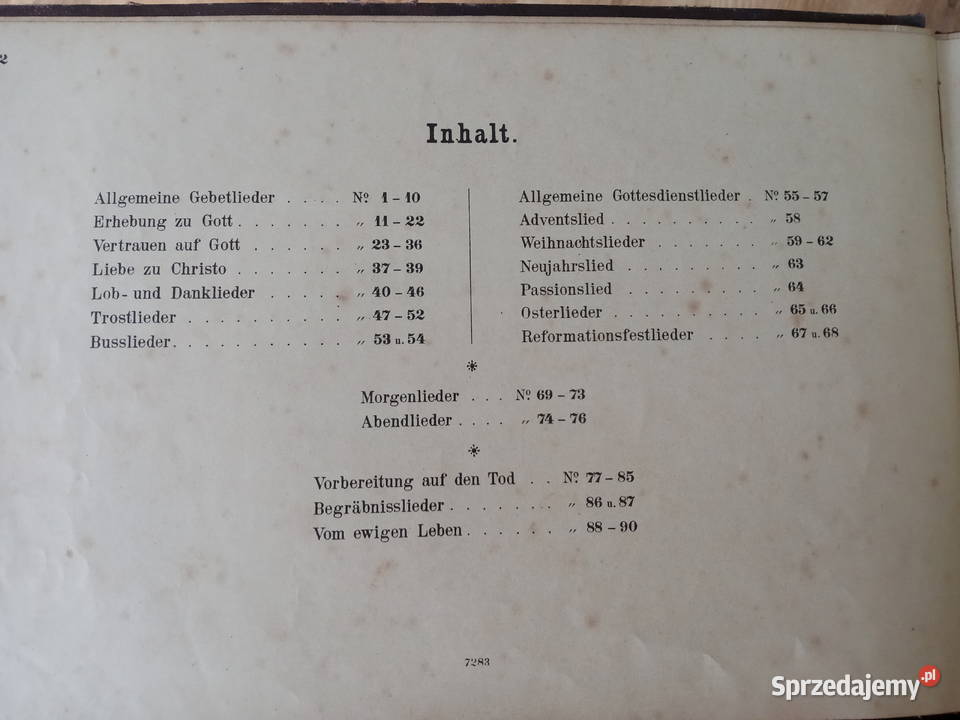 2
Inhalt.
Allgemeine Gebetlieder . . . . Nº 1 – 10
Erhebung zu Gott . . . . . . . „ 11 – 22
Vertrauen auf Gott . . . . . . „ 23 – 36
Liebe zu Christo . . . . . . . „ 37 – 39
Lob- und Danklieder . . . . . „ 40 – 46
Trostlieder . . . . . . . . . . „ 47 – 52
Busslieder . . . . . . . . . . . „ 53 u. 54
Allgemeine Gottesdienstlieder . Nº 55 – 57
Adventslied . . . . . . . . . . „ 58
Weihnachtslieder . . . . . . . „ 59 – 62
Neujahrslied . . . . . . . . . „ 63
Passionslied . . . . . . . . . „ 64
Osterlieder . . . . . . . . . . „ 65 u. 66
Reformationsfestlieder . . . . „ 67 u. 68
Morgenlieder . . . Nº 69 – 73
Abendlieder . . . . „ 74 – 76
Vorbereitung auf den Tod . . Nº 77 – 85
Begräbnisslieder . . . . . . . „ 86 u. 87
Vom ewigen Leben . . . . . . „ 88 – 90
7283
Sprzedajemy.pl